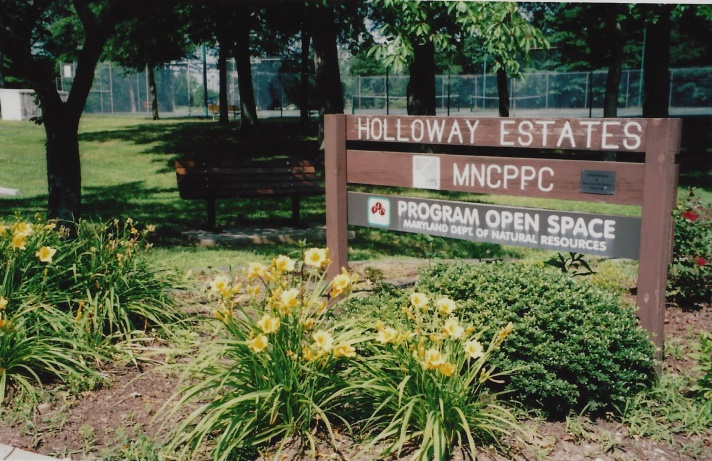 HOLLOWAY ESTATES
MNCPPC
PROGRAM OPEN SPACE
MARYLAND DEPT. OF NATURAL RESOURCES